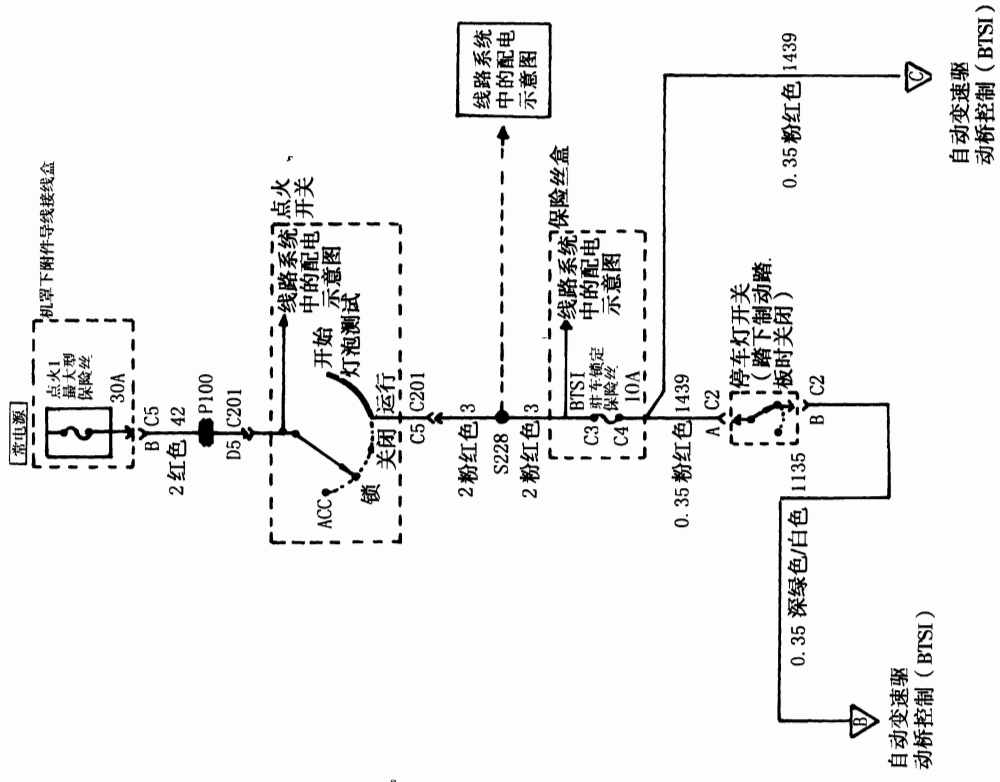 常电源
机罩下附件导线接线盒
点火1
最大型
保险丝
30A
B
C5
2红色
42
P100
D5
C201
线路系统
中的配电
示意图
点火
开关
开始
灯泡测试
ACC
锁
关闭
运行
C5
C201
2粉红色
3
S228
2粉红色
3
线路系统
中的配电
示意图
保险丝盒
线路系统
中的配电
示意图
BTSI
驻车锁定
保险丝
C3
C4
10A
0.35粉红色
1439
0.35粉红色
1439
C
自动变速驱
动桥控制(BTSI)
A
C2
停车灯开关
(踏下制动踏.
板时关闭)
B
C2
1135
0.35 深绿色/白色
B
自动变速驱
动桥控制(BTSI)